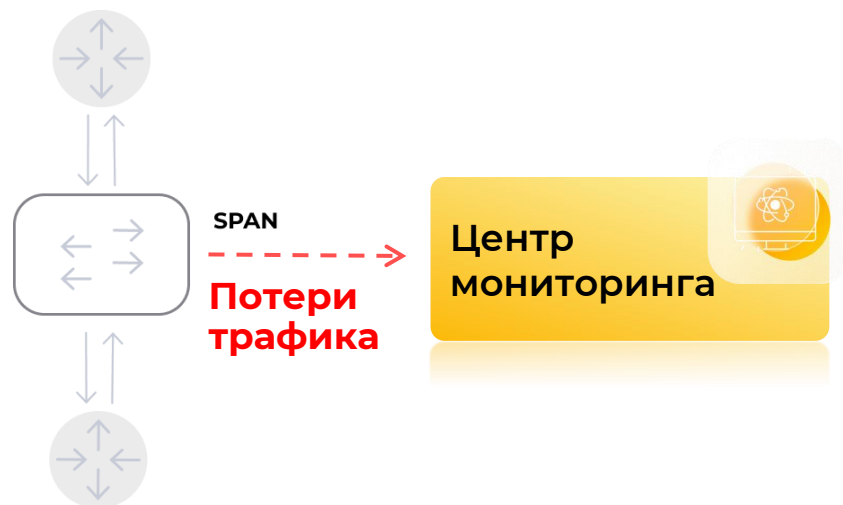 SPAN
Потери
трафика
Центр
мониторинга